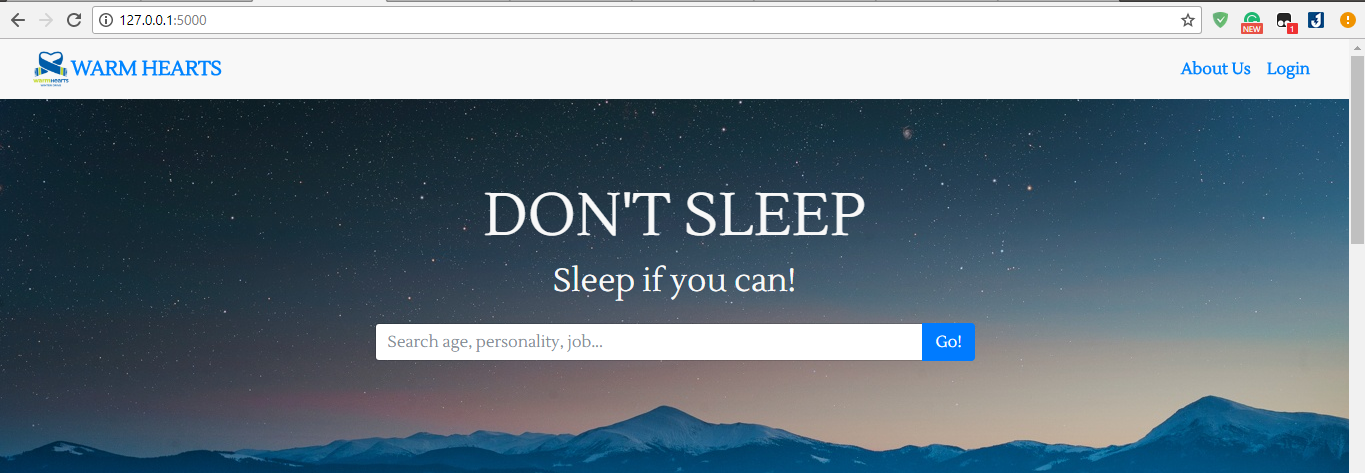 127.0.0.1:5000
NEW
1
WARM HEARTS
warmhearts
About Us
Login
DON'T SLEEP
Sleep if you can!
Search age, personality, job...
Go!